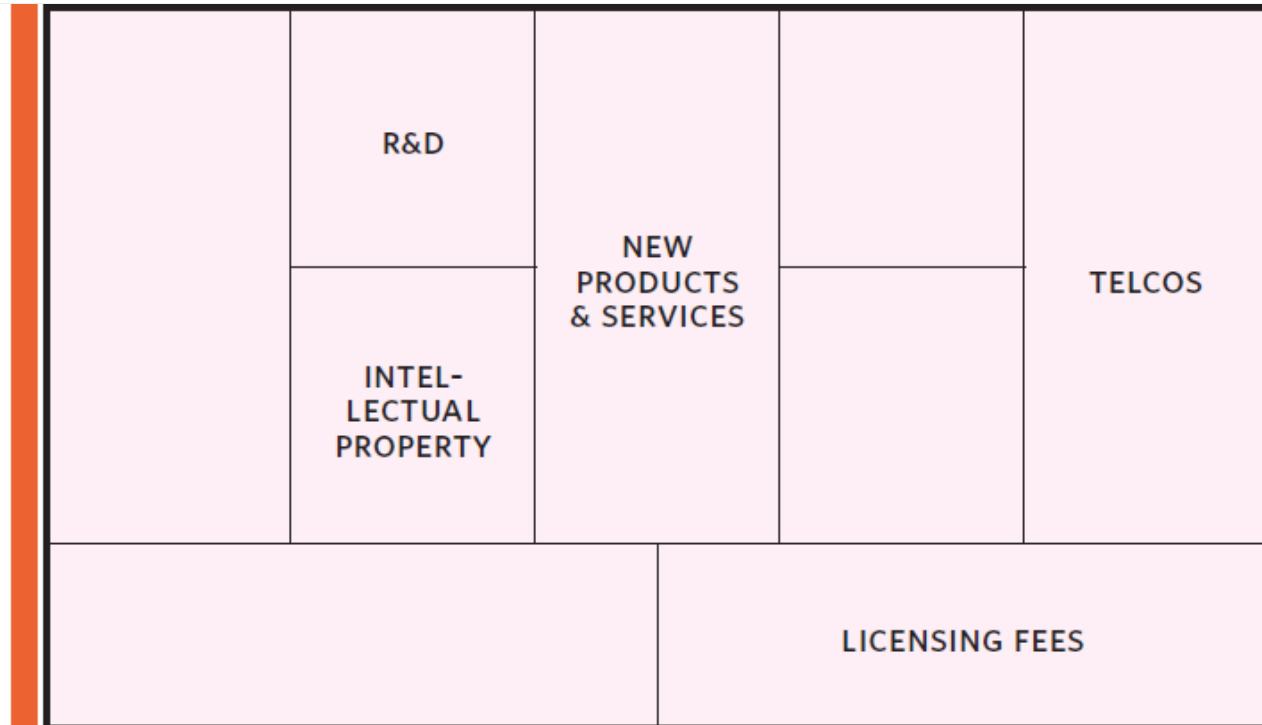 R&D
INTEL-
LECTUAL
PROPERTY
NEW
PRODUCTS
& SERVICES
TELCOS
LICENSING FEES